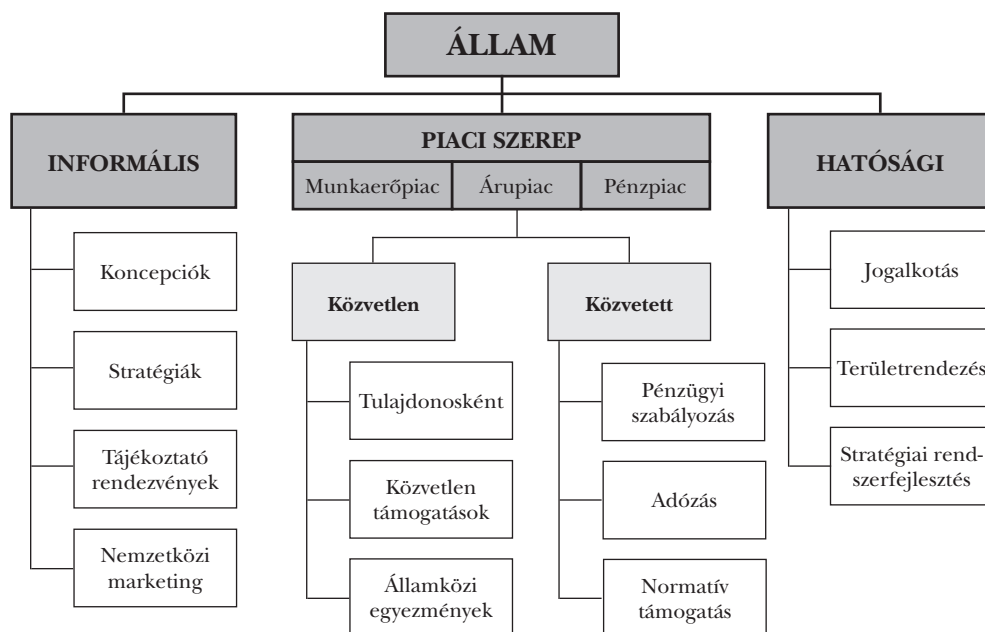 ÁLLAM
INFORMÁLIS
Koncepciók
Stratégiák
Tájékoztató
rendezvények
Nemzetközi
marketing
PIACI SZEREP
Munkaerőpiac
Árupiac
Pénzpiac
Közvetlen
Tulajdonosként
Közvetlen
támogatások
Államközi
egyezmények
Közvetett
Pénzügyi
szabályozás
Adózás
Normatív
támogatás
HATÓSÁGI
Jogalkotás
Területrendezés
Stratégiai rend-
szerfejlesztés